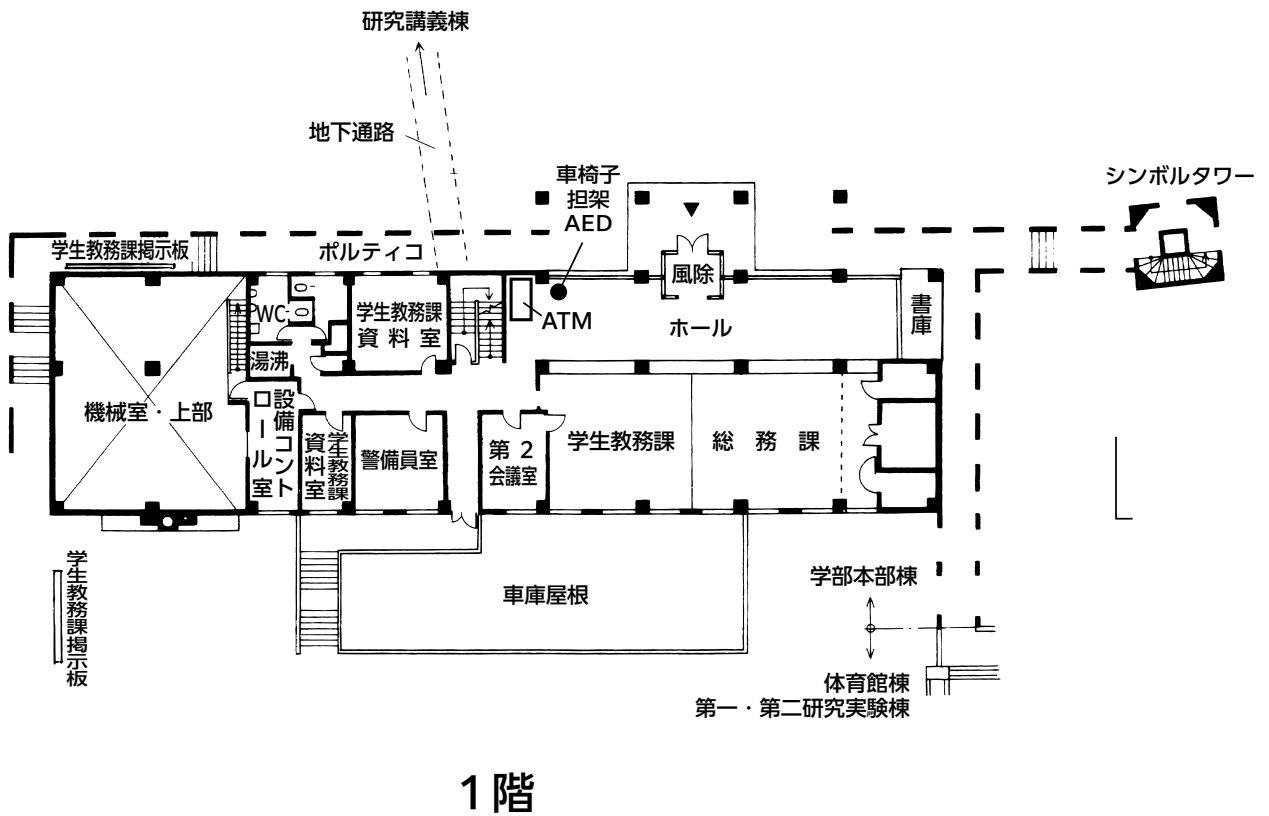 研究講義棟
地下通路
車椅子
担架
AED
シンボルタワー
学生教務課掲示板
ポルティコ
風除
WC
学生教務課
資料室
ATM
ホール
書庫
湯沸
機械室・上部
設備コント
ロール室
学生教務課
資料室
警備員室
第2
会議室
学生教務課
総務課
学生教務課掲示板
車庫屋根
学部本部棟
体育館棟
第一・第二研究実験棟
1階